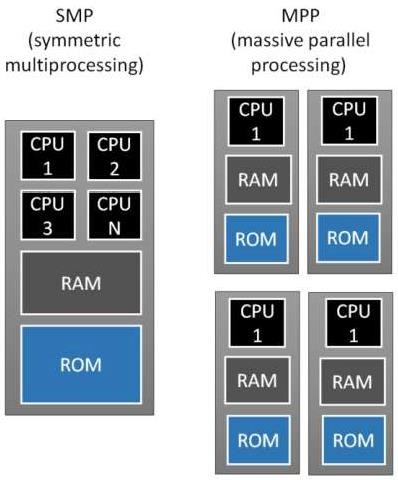 SMP
(symmetric
multiprocessing)
CPU
1
CPU
2
CPU
3
CPU
N
RAM
ROM
MPP
(massive parallel
processing)
CPU
1
RAM
ROM
CPU
1
RAM
ROM
CPU
1
RAM
ROM
CPU
1
RAM
ROM